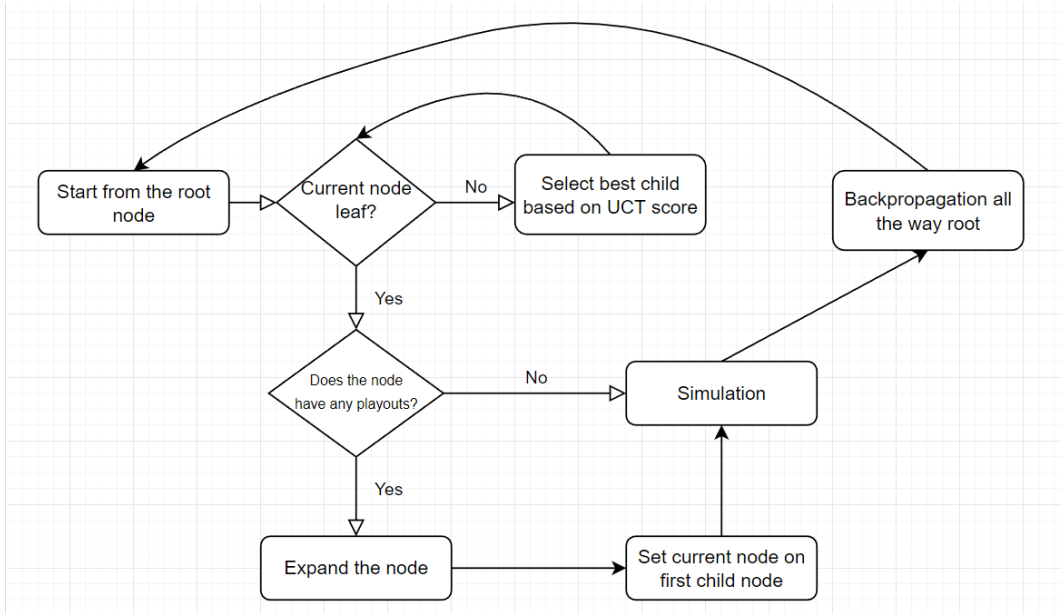 Start from the root
node
Current node
leaf?
No
Select best child
based on UCT score
Backpropagation all
the way root
Yes
Does the node
have any playouts?
No
Simulation
Yes
Expand the node
Set current node on
first child node